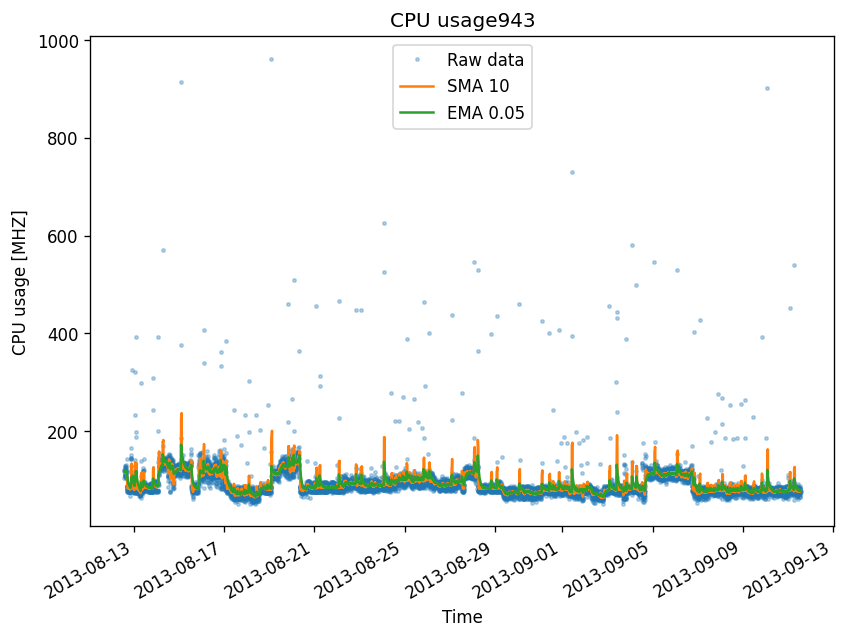 CPU usage943
Raw data
SMA 10
EMA 0.05
1000
800
600
400
200
CPU usage [MHZ]
2013-08-13
2013-08-17
2013-08-21
2013-08-25
2013-08-29
2013-09-01
2013-09-05
2013-09-09
2013-09-13
Time